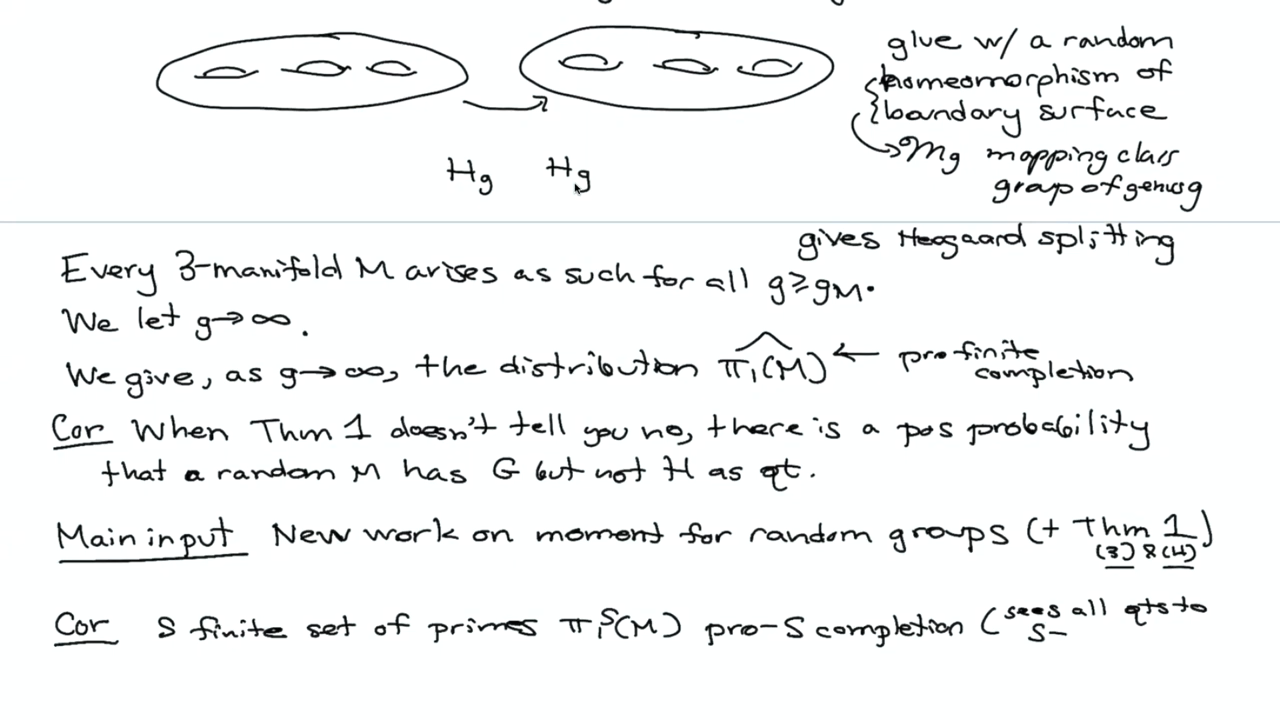 glue w/ a random
homeomorphism of
boundary surface
Mg mapping class
group of genus g
Hg Hg
gives Heegaard splitting
Every 3-manifold M arises as such for all g ≥ gM.
We let g → ∞.
We give, as g → ∞, the distribution π̂₁(M) ← profinite
completion
Cor When Thm 1 doesn't tell you no, there is a pos probability
that a random M has G but not H as qt.
Main input New work on moment for random groups (+ Thm 1)
(3) & (4)
Cor S finite set of primes π₁ˢ(M) pro-S completion (sees all qts to
S-